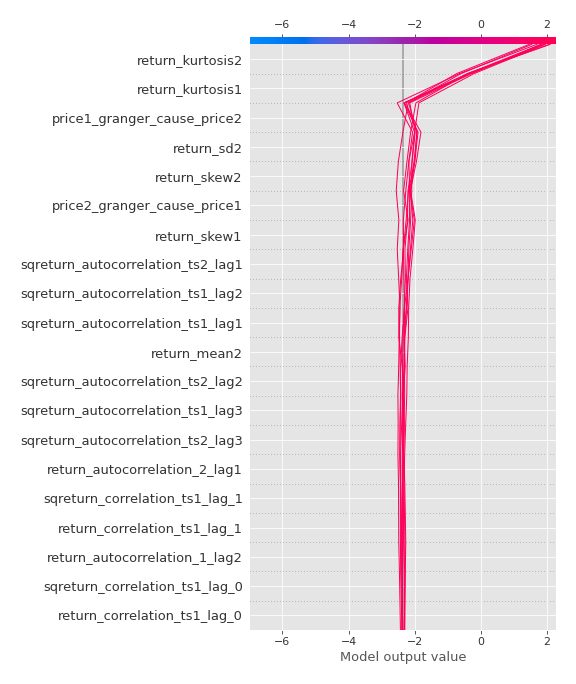 −6 −4 −2 0 2
return_kurtosis2
return_kurtosis1
price1_granger_cause_price2
return_sd2
return_skew2
price2_granger_cause_price1
return_skew1
sqreturn_autocorrelation_ts2_lag1
sqreturn_autocorrelation_ts1_lag2
sqreturn_autocorrelation_ts1_lag1
return_mean2
sqreturn_autocorrelation_ts2_lag2
sqreturn_autocorrelation_ts1_lag3
sqreturn_autocorrelation_ts2_lag3
return_autocorrelation_2_lag1
sqreturn_correlation_ts1_lag_1
return_correlation_ts1_lag_1
return_autocorrelation_1_lag2
sqreturn_correlation_ts1_lag_0
return_correlation_ts1_lag_0
−6 −4 −2 0 2
Model output value